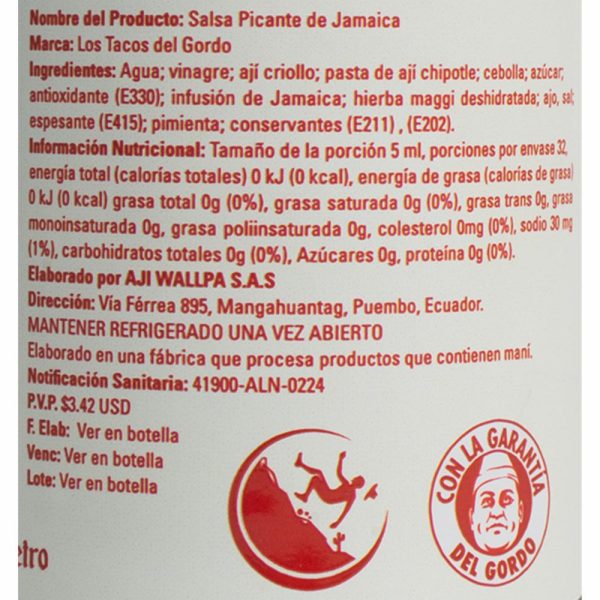 Nombre del Producto: Salsa Picante de Jamaica
Marca: Los Tacos del Gordo
Ingredientes: Agua; vinagre; ají criollo; pasta de ají chipotle; cebolla; azúcar;
antioxidante (E330); infusión de Jamaica; hierba maggi deshidratada; ajo, sal;
espesante (E415); pimienta; conservantes (E211) , (E202).
Información Nutricional: Tamaño de la porción 5 ml, porciones por envase 32,
energía total (calorías totales) 0 kJ (0 kcal), energía de grasa (calorías de grasa)
0 kJ (0 kcal) grasa total 0g (0%), grasa saturada 0g (0%), grasa trans 0g, grasa
monoinsaturada 0g, grasa poliinsaturada 0g, colesterol 0mg (0%), sodio 30 mg
(1%), carbohidratos totales 0g (0%), Azúcares 0g, proteína 0g (0%).
Elaborado por AJI WALLPA S.A.S
Dirección: Vía Férrea 895, Mangahuantag, Puembo, Ecuador.
MANTENER REFRIGERADO UNA VEZ ABIERTO
Elaborado en una fábrica que procesa productos que contienen maní.
Notificación Sanitaria: 41900-ALN-0224
P.V.P. $3.42 USD
F. Elab: Ver en botella
Venc: Ver en botella
Lote: Ver en botella
CON LA GARANTÍA
DEL GORDO